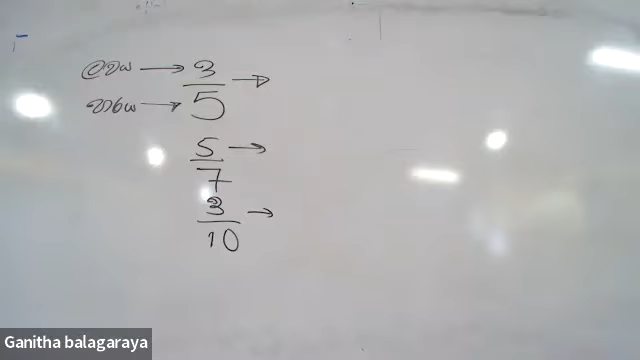 ලවය → 3/5 →
හරය →
5/7 →
3/10 →
Ganitha balagaraya